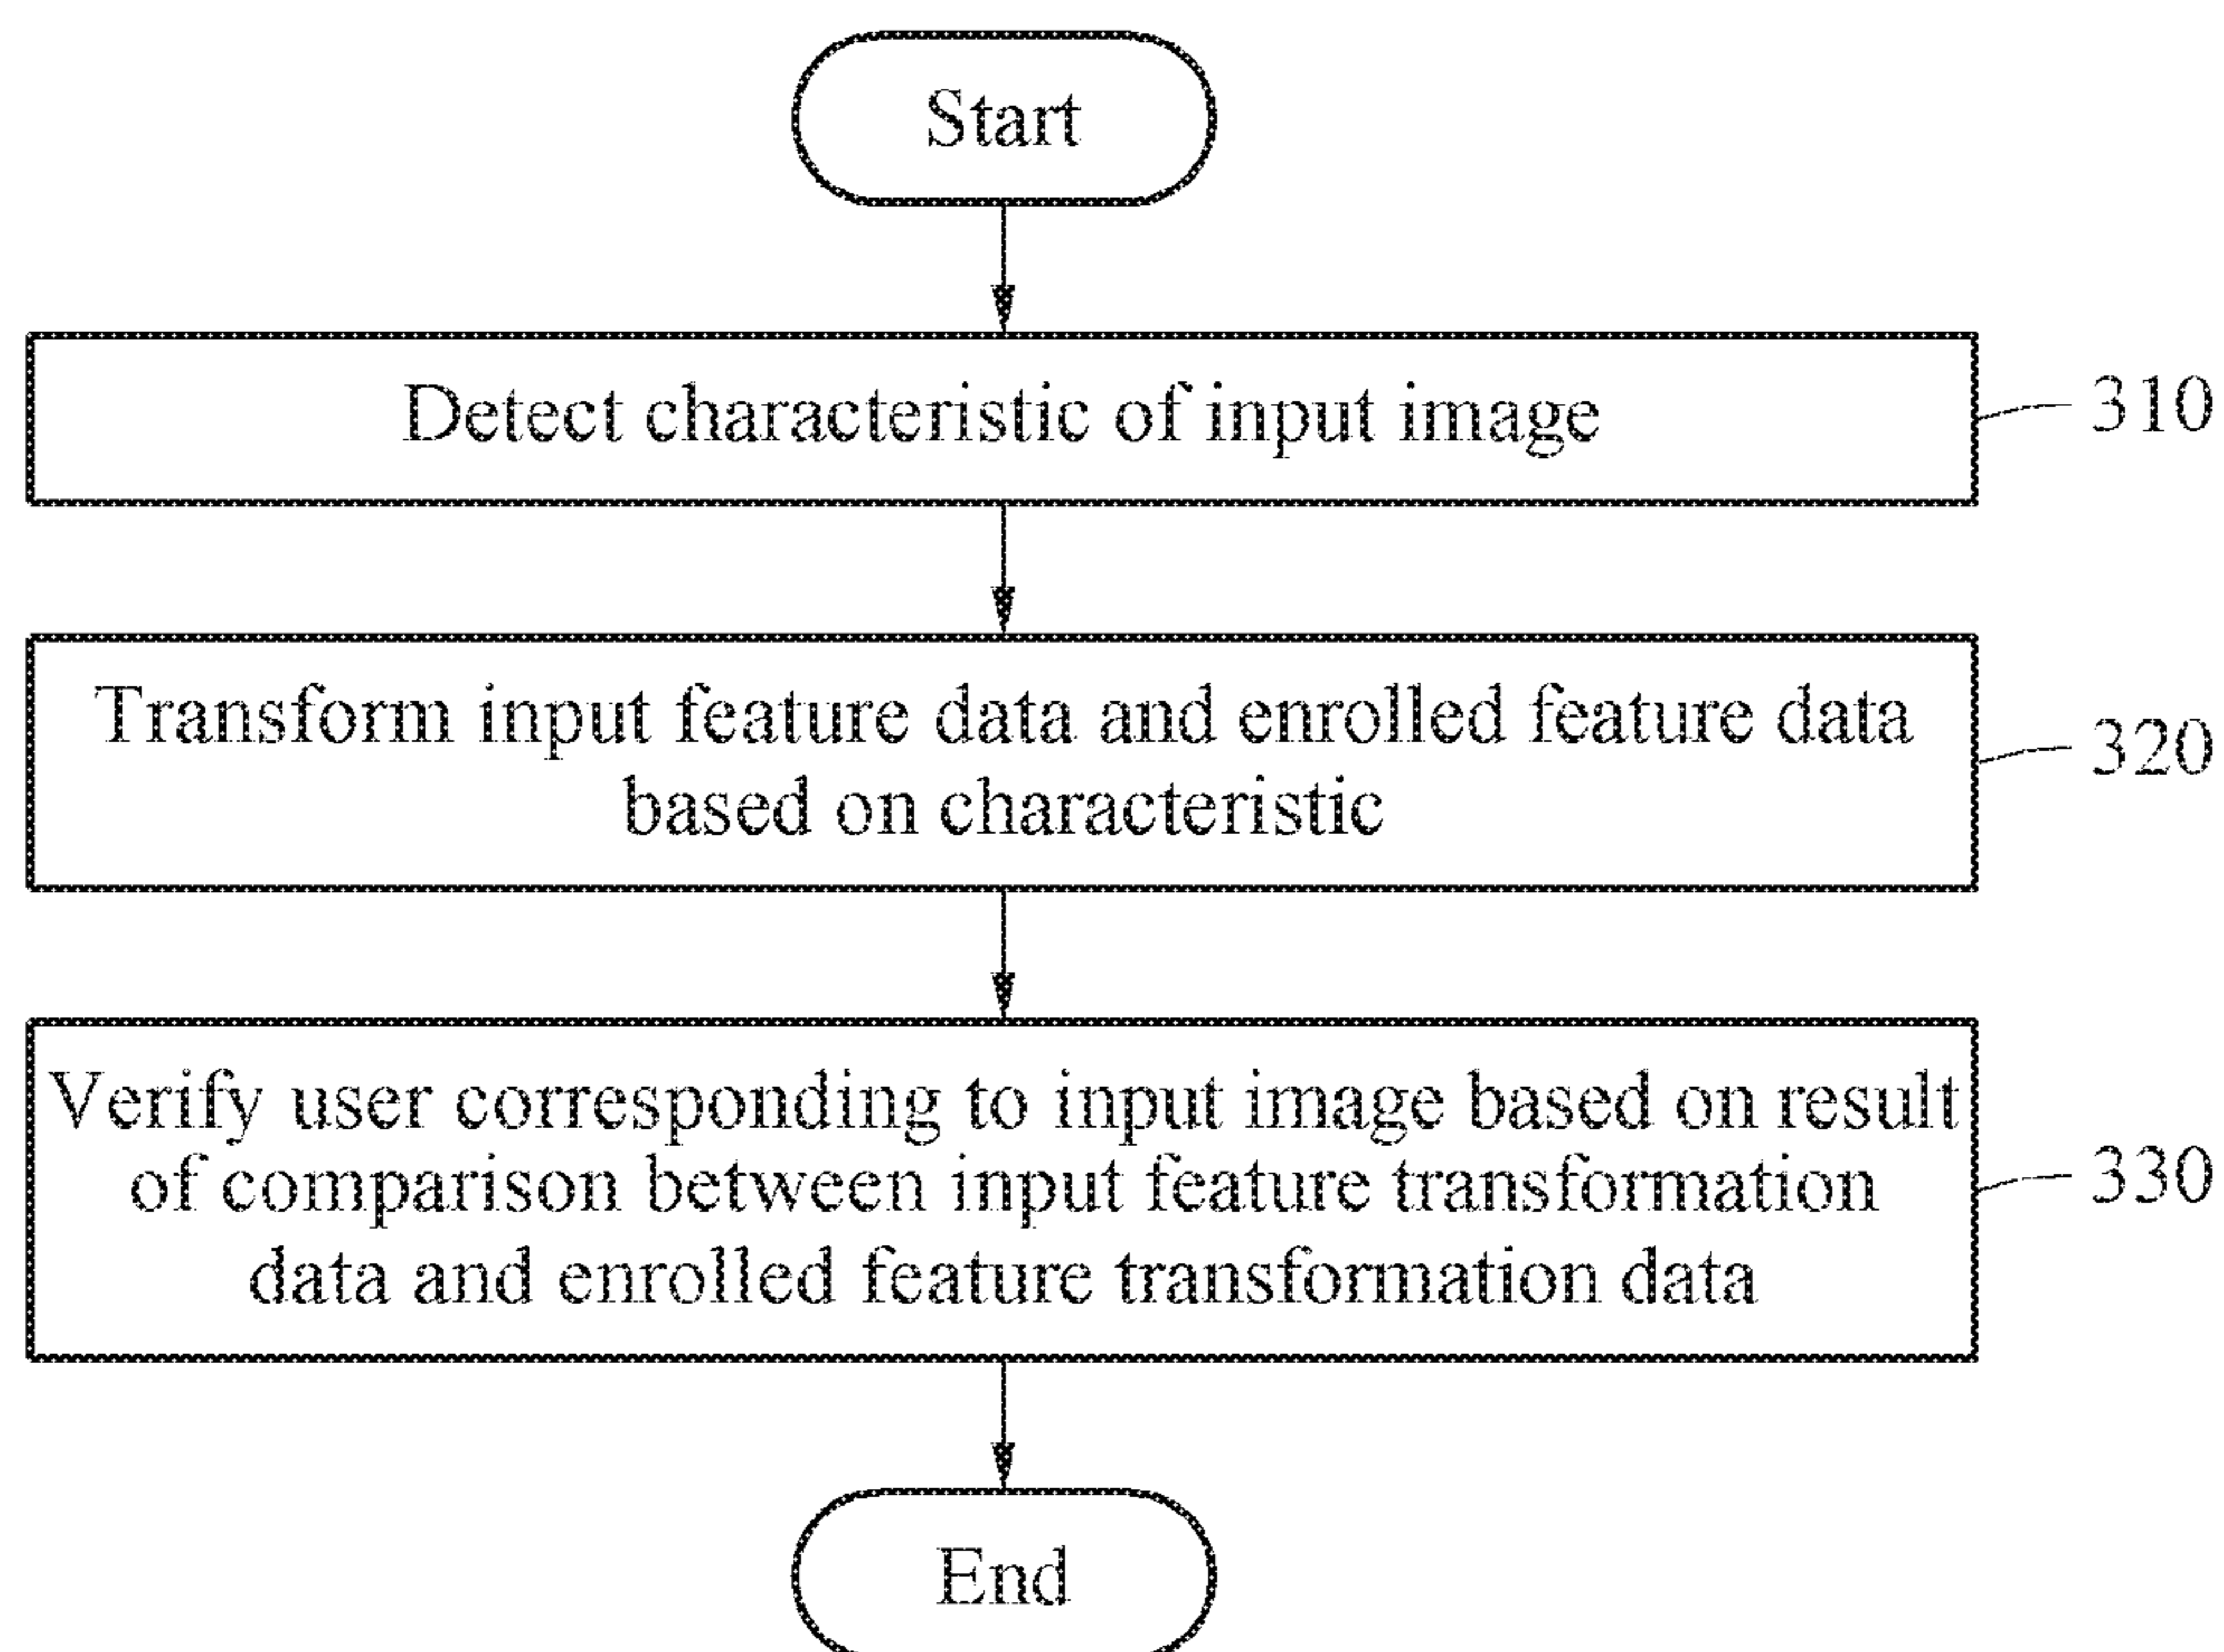 Start
Detect characteristic of input image
310
Transform input feature data and enrolled feature data
based on characteristic
320
Verify user corresponding to input image based on result
of comparison between input feature transformation
data and enrolled feature transformation data
330
End